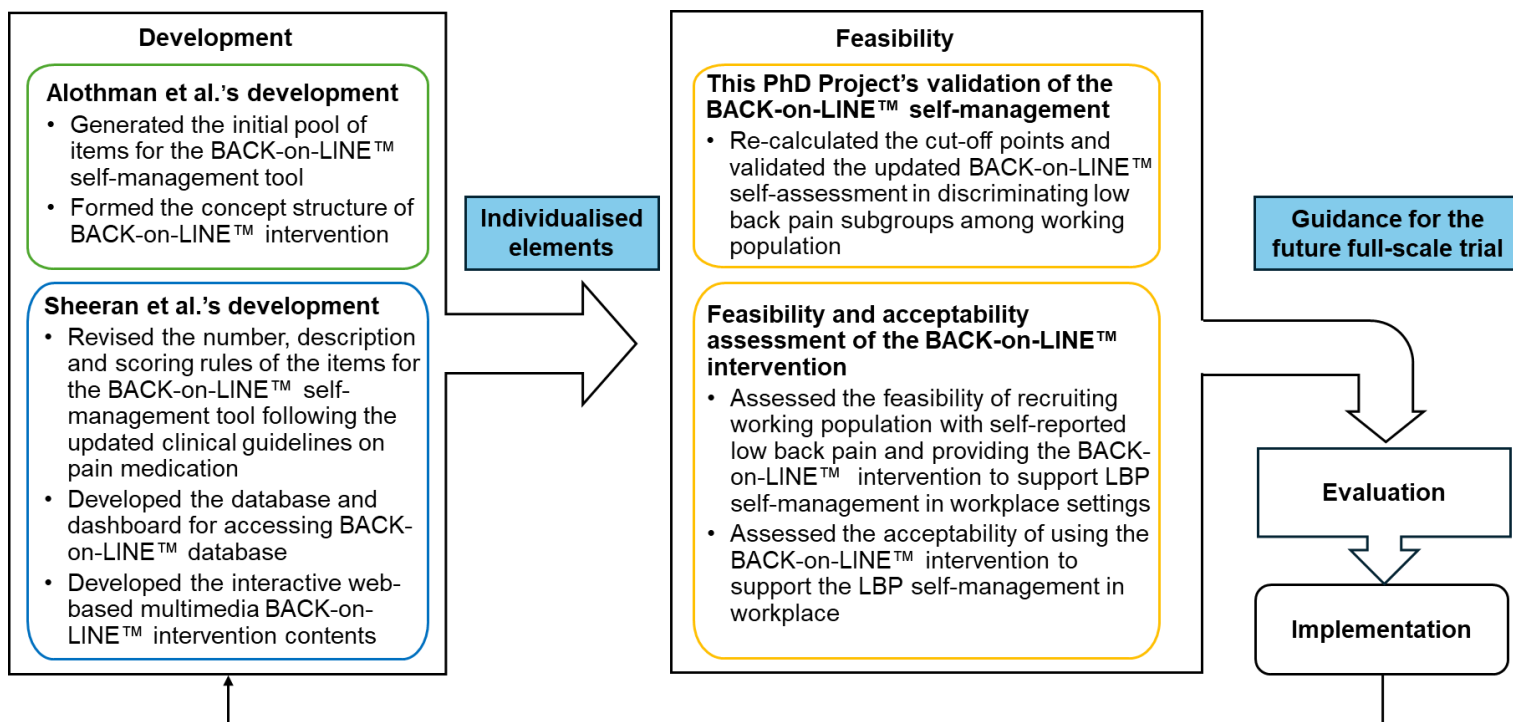 Development
Alothman et al.'s development
• Generated the initial pool of
items for the BACK-on-LINE™
self-management tool
• Formed the concept structure of
BACK-on-LINE™ intervention
Sheeran et al.'s development
• Revised the number, description
and scoring rules of the items for
the BACK-on-LINE™ self-
management tool following the
updated clinical guidelines on
pain medication
• Developed the database and
dashboard for accessing BACK-
on-LINE™ database
• Developed the interactive web-
based multimedia BACK-on-
LINE™ intervention contents
Individualised
elements
Feasibility
This PhD Project's validation of the
BACK-on-LINE™ self-management
• Re-calculated the cut-off points and
validated the updated BACK-on-LINE™
self-assessment in discriminating low
back pain subgroups among working
population
Feasibility and acceptability
assessment of the BACK-on-LINE™
intervention
• Assessed the feasibility of recruiting
working population with self-reported
low back pain and providing the BACK-
on-LINE™ intervention to support LBP
self-management in workplace settings
• Assessed the acceptability of using the
BACK-on-LINE™ intervention to
support the LBP self-management in
workplace
Guidance for the
future full-scale trial
Evaluation
Implementation